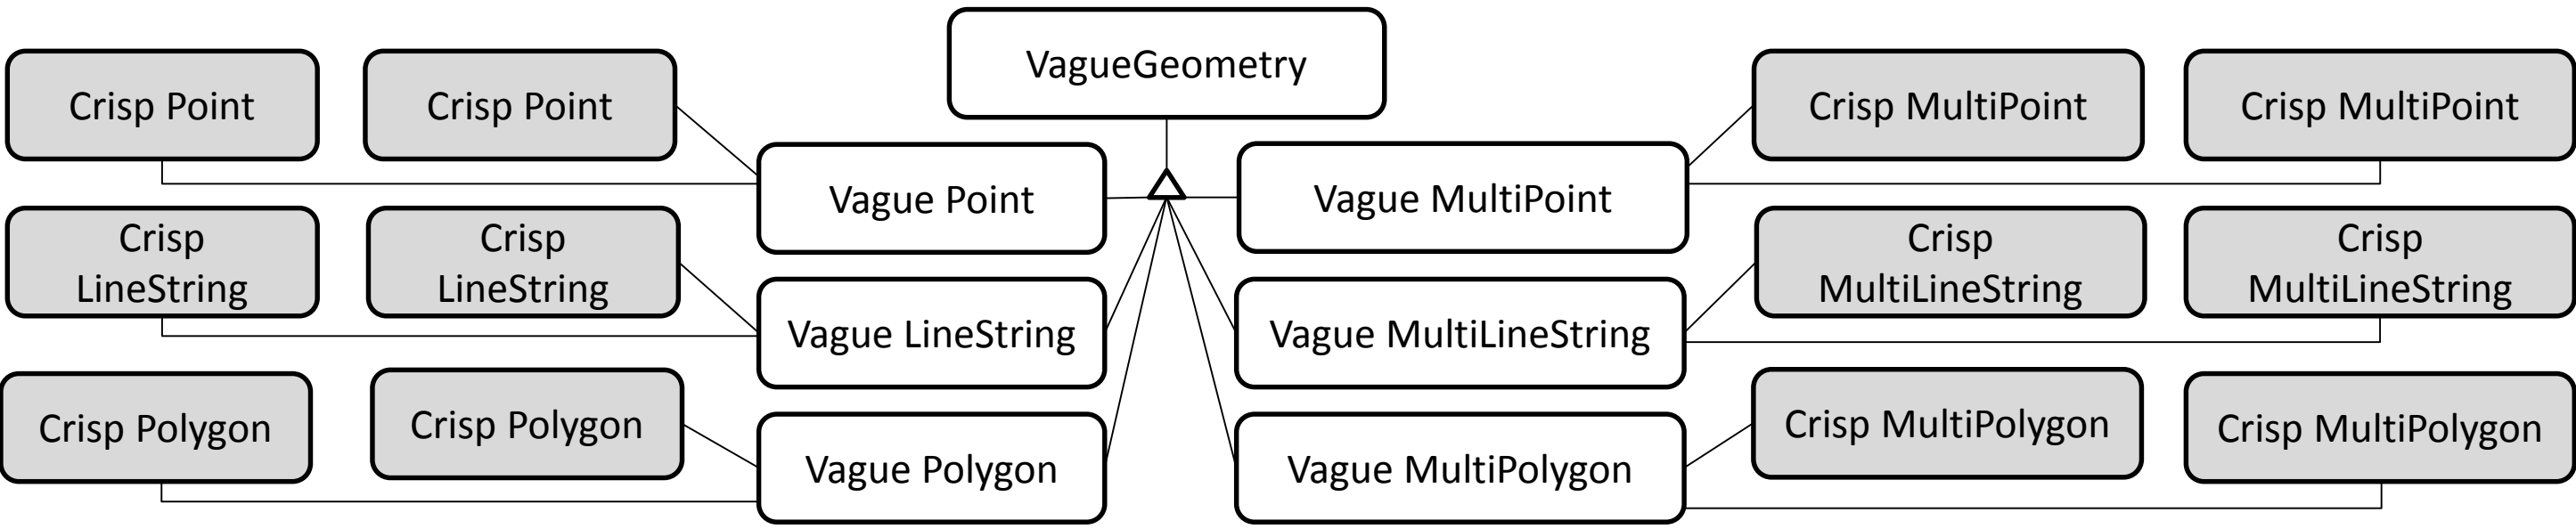 VagueGeometry
Crisp Point
Crisp Point
Crisp MultiPoint
Crisp MultiPoint
Vague Point
Vague MultiPoint
Crisp
LineString
Crisp
LineString
Crisp
MultiLineString
Crisp
MultiLineString
Vague LineString
Vague MultiLineString
Crisp Polygon
Crisp Polygon
Crisp MultiPolygon
Crisp MultiPolygon
Vague Polygon
Vague MultiPolygon